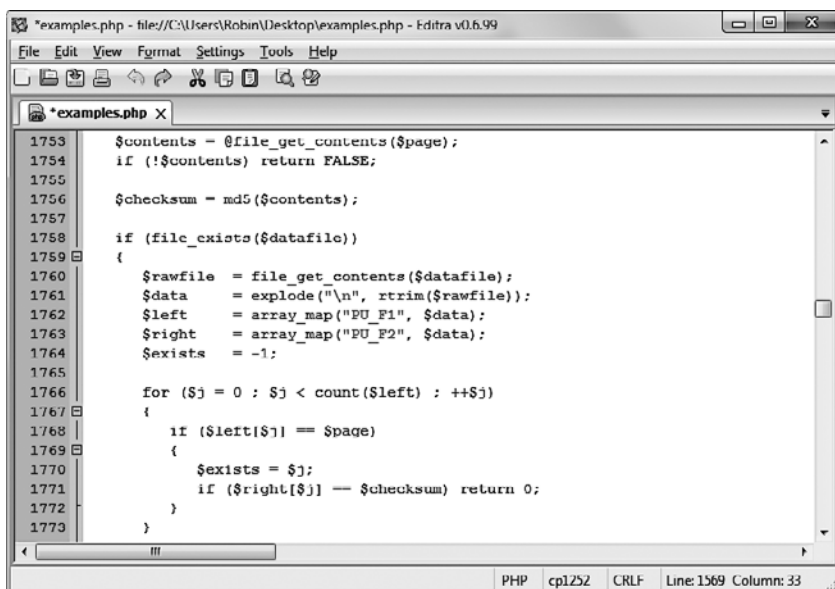 *examples.php - file://C:\Users\Robin\Desktop\examples.php - Editra v0.6.99
File Edit View Format Settings Tools Help
*examples.php X
1753 $contents = @file_get_contents($page);
1754 if (!$contents) return FALSE;
1755
1756 $checksum = md5($contents);
1757
1758 if (file_exists($datafile))
1759 {
1760 $rawfile = file_get_contents($datafile);
1761 $data = explode("\n", rtrim($rawfile));
1762 $left = array_map("PU_F1", $data);
1763 $right = array_map("PU_F2", $data);
1764 $exists = -1;
1765
1766 for ($j = 0 ; $j < count($left) ; ++$j)
1767 {
1768 if ($left[$j] == $page)
1769 {
1770 $exists = $j;
1771 if ($right[$j] == $checksum) return 0;
1772 }
1773 }
PHP cp1252 CRLF Line: 1569 Column: 33